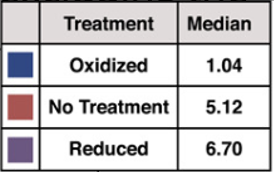 Treatment Median
Oxidized 1.04
No Treatment 5.12
Reduced 6.70